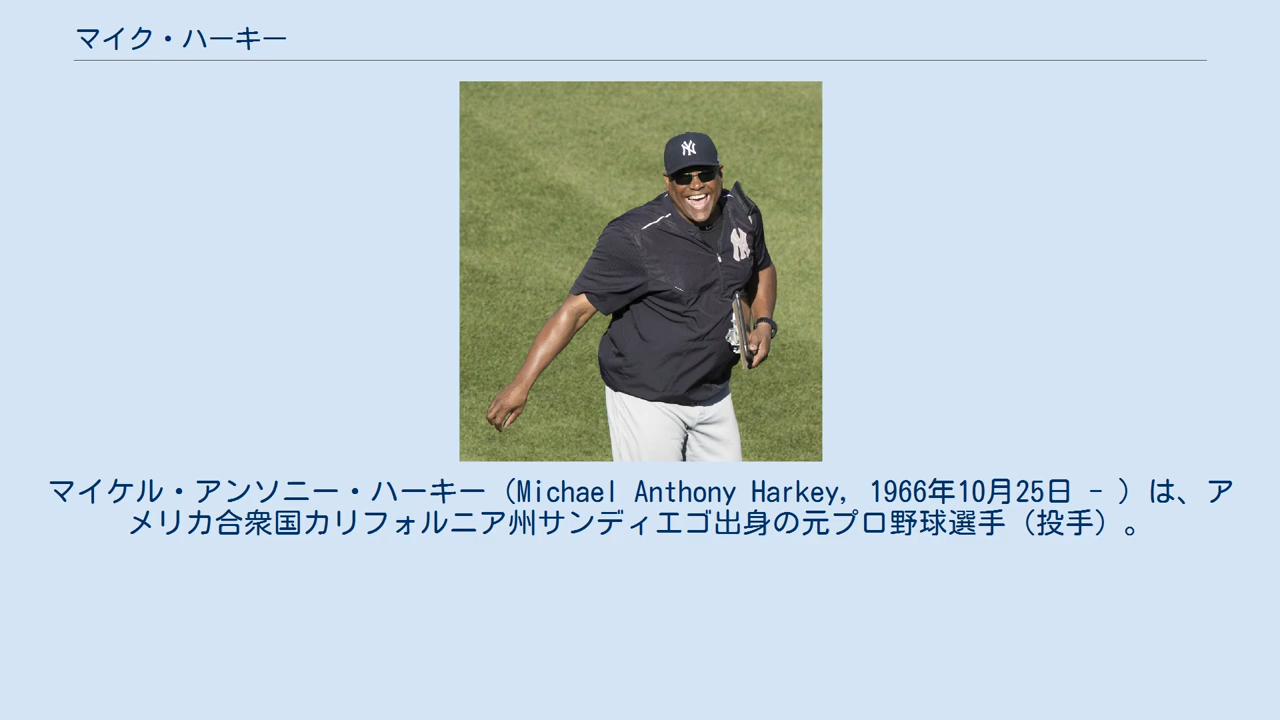 マイク・ハーキー
NY
NY
マイケル・アンソニー・ハーキー（Michael Anthony Harkey, 1966年10月25日 - ）は、ア
メリカ合衆国カリフォルニア州サンディエゴ出身の元プロ野球選手（投手）。